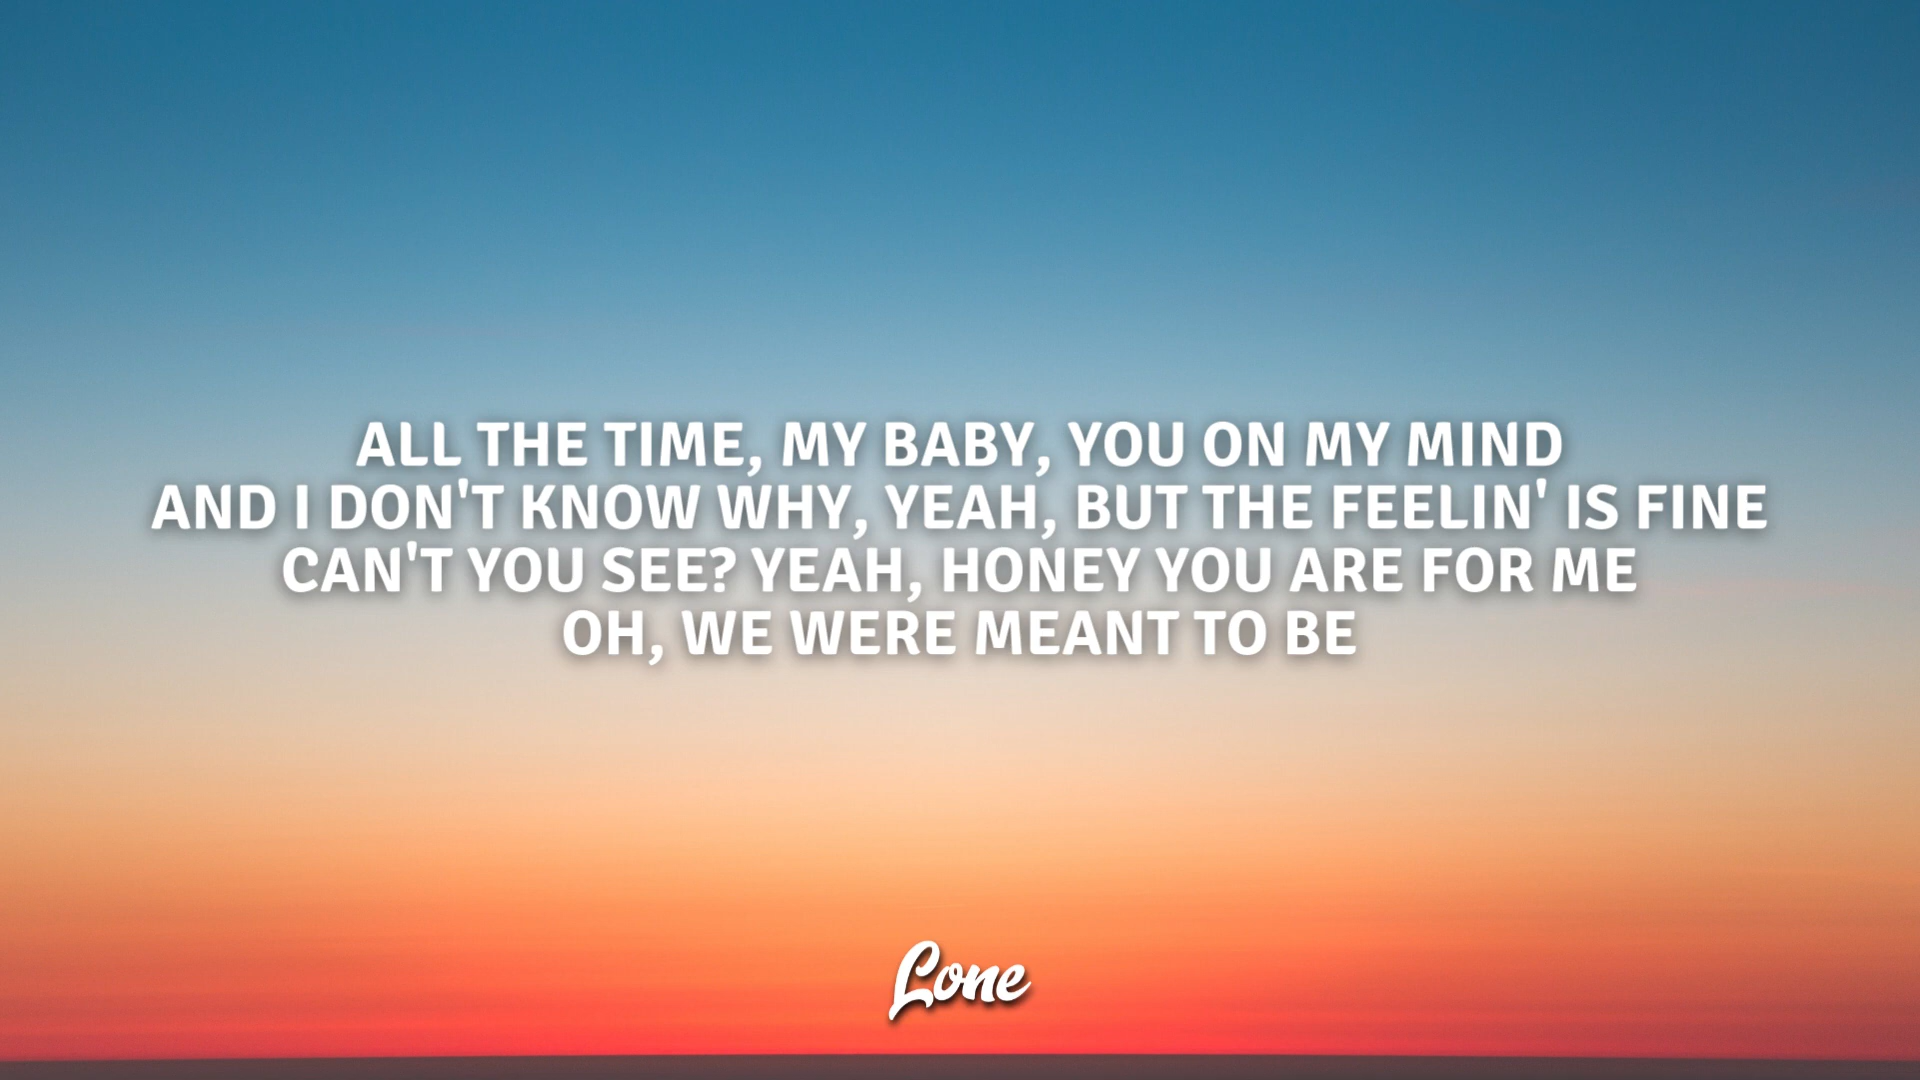 ALL THE TIME, MY BABY, YOU ON MY MIND
AND I DON'T KNOW WHY, YEAH, BUT THE FEELIN' IS FINE
CAN'T YOU SEE? YEAH, HONEY YOU ARE FOR ME
OH, WE WERE MEANT TO BE
Lone